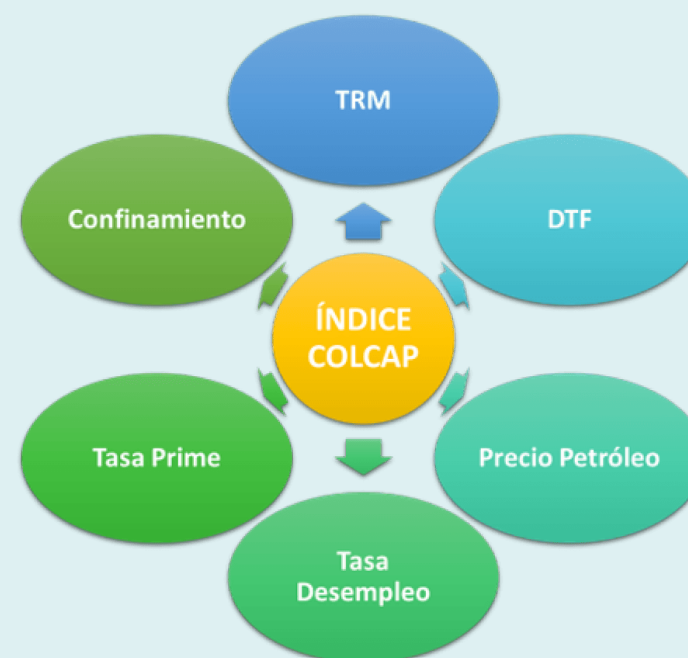 TRM
Confinamiento
DTF
ÍNDICE
COLCAP
Tasa Prime
Precio Petróleo
Tasa
Desempleo